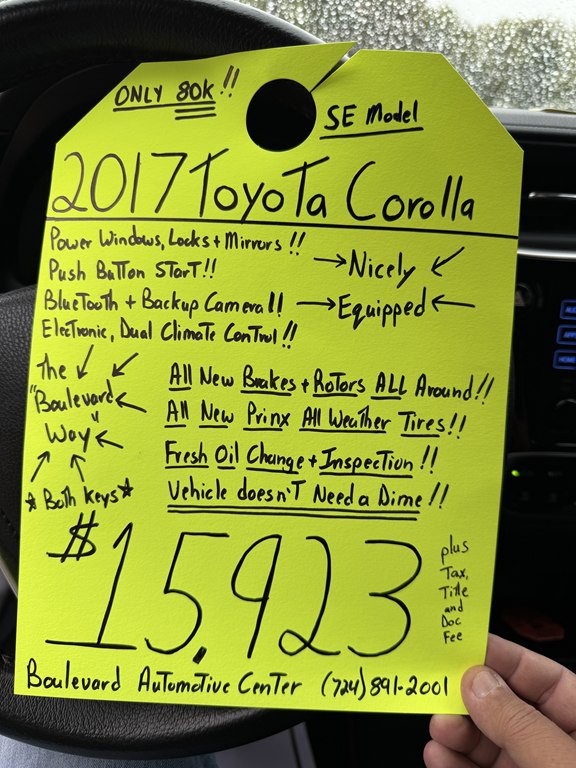 ONLY 80K!!
SE Model
2017 Toyota Corolla
Power Windows, Locks + Mirrors!!
Push Button Start!!
Bluetooth + Backup Camera!!
Electronic, Dual Climate Control!!
→ Nicely ←
→ Equipped ←
The
"Boulevard"
Way
* Both Keys *
All New Brakes + Rotors ALL Around!!
All New Prinx All Weather Tires!!
Fresh Oil Change + Inspection!!
Vehicle doesn't Need a Dime!!
$15,923
plus
Tax,
Title
and
Doc
Fee
Boulevard Automotive Center (724) 891-2001
HOME